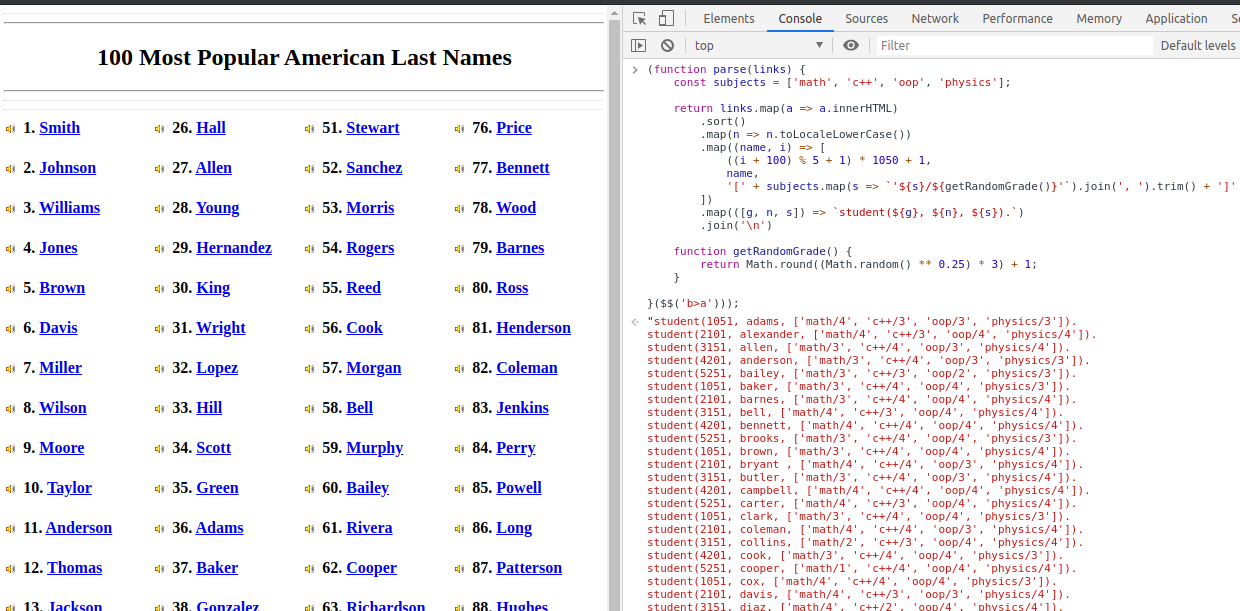 100 Most Popular American Last Names
1. Smith 26. Hall 51. Stewart 76. Price
2. Johnson 27. Allen 52. Sanchez 77. Bennett
3. Williams 28. Young 53. Morris 78. Wood
4. Jones 29. Hernandez 54. Rogers 79. Barnes
5. Brown 30. King 55. Reed 80. Ross
6. Davis 31. Wright 56. Cook 81. Henderson
7. Miller 32. Lopez 57. Morgan 82. Coleman
8. Wilson 33. Hill 58. Bell 83. Jenkins
9. Moore 34. Scott 59. Murphy 84. Perry
10. Taylor 35. Green 60. Bailey 85. Powell
11. Anderson 36. Adams 61. Rivera 86. Long
12. Thomas 37. Baker 62. Cooper 87. Patterson
13. Jackson 38. Gonzalez 63. Richardson 88. Hughes
Elements Console Sources Network Performance Memory Application
top Filter Default levels
(function parse(links) {
const subjects = ['math', 'c++', 'oop', 'physics'];
return links.map(a => a.innerHTML)
.sort()
.map(n => n.toLocaleLowerCase())
.map((name, i) => [
((i + 100) % 5 + 1) * 1050 + 1,
name,
'[' + subjects.map(s => `'${s}/${getRandomGrade()}'`).join(', ').trim() + ']'
])
.map(([g, n, s]) => `student(${g}, ${n}, ${s}).`)
.join('\n')
function getRandomGrade() {
return Math.round((Math.random() ** 0.25) * 3) + 1;
}
}($$('b>a')));
"student(1051, adams, ['math/4', 'c++/3', 'oop/3', 'physics/3']).
student(2101, alexander, ['math/4', 'c++/3', 'oop/4', 'physics/4']).
student(3151, allen, ['math/3', 'c++/4', 'oop/3', 'physics/4']).
student(4201, anderson, ['math/3', 'c++/4', 'oop/3', 'physics/3']).
student(5251, bailey, ['math/3', 'c++/3', 'oop/2', 'physics/3']).
student(1051, baker, ['math/3', 'c++/4', 'oop/4', 'physics/3']).
student(2101, barnes, ['math/3', 'c++/4', 'oop/4', 'physics/4']).
student(3151, bell, ['math/4', 'c++/3', 'oop/4', 'physics/4']).
student(4201, bennett, ['math/4', 'c++/4', 'oop/4', 'physics/4']).
student(5251, brooks, ['math/3', 'c++/4', 'oop/4', 'physics/3']).
student(1051, brown, ['math/3', 'c++/4', 'oop/4', 'physics/4']).
student(2101, bryant , ['math/4', 'c++/4', 'oop/3', 'physics/4']).
student(3151, butler, ['math/3', 'c++/4', 'oop/3', 'physics/4']).
student(4201, campbell, ['math/4', 'c++/4', 'oop/4', 'physics/4']).
student(5251, carter, ['math/4', 'c++/3', 'oop/4', 'physics/4']).
student(1051, clark, ['math/3', 'c++/4', 'oop/4', 'physics/3']).
student(2101, coleman, ['math/4', 'c++/4', 'oop/3', 'physics/4']).
student(3151, collins, ['math/2', 'c++/3', 'oop/4', 'physics/4']).
student(4201, cook, ['math/3', 'c++/4', 'oop/4', 'physics/3']).
student(5251, cooper, ['math/1', 'c++/4', 'oop/4', 'physics/4']).
student(1051, cox, ['math/4', 'c++/4', 'oop/4', 'physics/3']).
student(2101, davis, ['math/4', 'c++/3', 'oop/3', 'physics/4']).
student(3151, diaz, ['math/4', 'c++/2', 'oop/4', 'physics/4']).